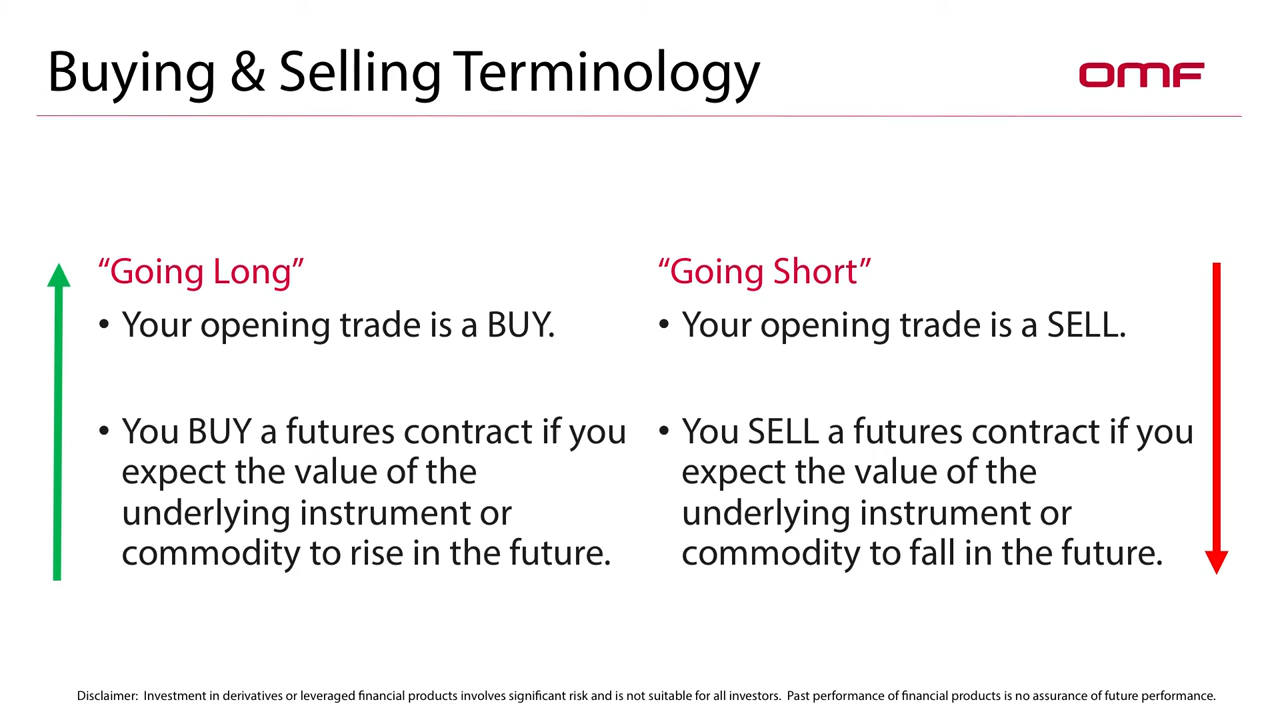 Buying & Selling Terminology
OMF
“Going Long”
• Your opening trade is a BUY.
• You BUY a futures contract if you
expect the value of the
underlying instrument or
commodity to rise in the future.
“Going Short”
• Your opening trade is a SELL.
• You SELL a futures contract if you
expect the value of the
underlying instrument or
commodity to fall in the future.
Disclaimer: Investment in derivatives or leveraged financial products involves significant risk and is not suitable for all investors. Past performance of financial products is no assurance of future performance.